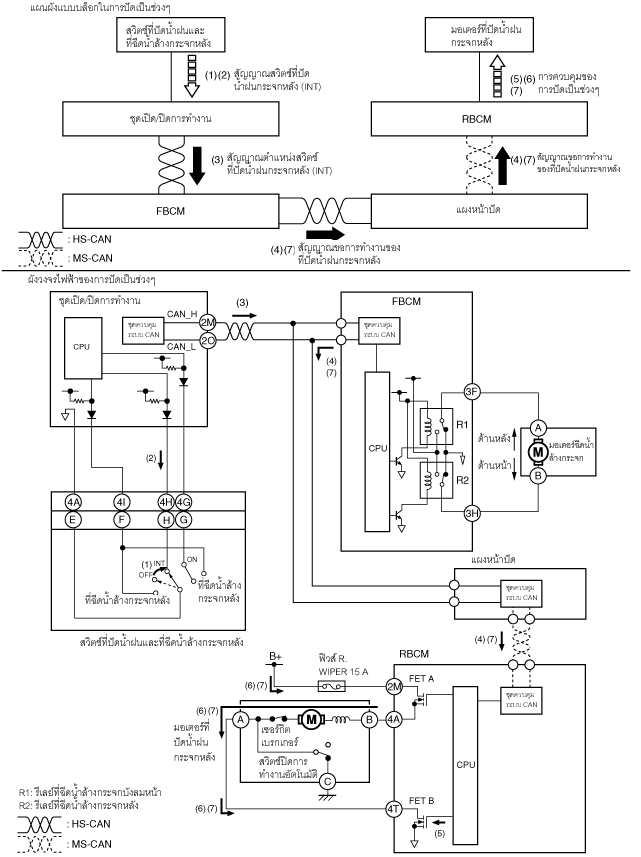 แผนผังแบบบล็อกในการปัดเป็นช่วงๆ
สวิตช์ที่ปัดน้ำฝนและ
ที่ฉีดน้ำล้างกระจกหลัง
มอเตอร์ที่ปัดน้ำฝน
กระจกหลัง
(1)(2) สัญญาณสวิตช์ที่ปัด
น้ำฝนกระจกหลัง (INT)
(5)(6) การควบคุมของ
(7) การปัดเป็นช่วงๆ
ชุดเปิด/ปิดการทำงาน
RBCM
(3) สัญญาณตำแหน่งสวิตช์
ที่ปัดน้ำฝนกระจกหลัง (INT)
(4)(7) สัญญาณขอการทำงาน
ของที่ปัดน้ำฝนกระจกหลัง
FBCM
แผงหน้าปัด
: HS-CAN
: MS-CAN
(4)(7) สัญญาณขอการทำงานของ
ที่ปัดน้ำฝนกระจกหลัง
ผังวงจรไฟฟ้าของการปัดเป็นช่วงๆ
ชุดเปิด/ปิดการทำงาน
CPU
ชุดควบคุม
ระบบ CAN
CAN_H
CAN_L
2M
2O
(3)
(4)
(7)
(2)
FBCM
ชุดควบคุม
ระบบ CAN
CPU
R1
R2
3F
3H
A
M
B
ด้านหลัง
ด้านหน้า
มอเตอร์ฉีดน้ำ
ล้างกระจก
4A
4I
4H
4G
E
F
H
G
(1)
INT
OFF
ON
ที่ฉีดน้ำล้างกระจกหลัง
ที่ฉีดน้ำล้าง
กระจกหลัง
สวิตช์ที่ปัดน้ำฝนและที่ฉีดน้ำล้างกระจกหลัง
แผงหน้าปัด
ชุดควบคุม
ระบบ CAN
(4)(7)
RBCM
B+
ฟิวส์ R.
WIPER 15 A
(6)(7)
2M
FET A
ชุดควบคุม
ระบบ CAN
(6)(7)
มอเตอร์ที่
ปัดน้ำฝน
กระจกหลัง
A
M
B
4A
เซอร์กิต
เบรกเกอร์
สวิตช์ปิดการ
ทำงานอัตโนมัติ
C
CPU
(6)(7)
4T
FET B
(5)
R1: รีเลย์ที่ฉีดน้ำล้างกระจกบังลมหน้า
R2: รีเลย์ที่ฉีดน้ำล้างกระจกหลัง
: HS-CAN
: MS-CAN